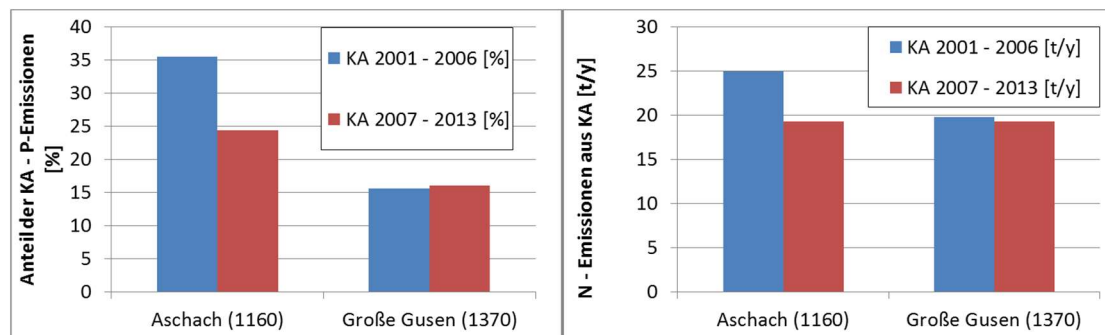 Anteil der KA - P-Emissionen
[%]
40
35
30
25
20
15
10
5
0
KA 2001 - 2006 [%]
KA 2007 - 2013 [%]
Aschach (1160)
Große Gusen (1370)
N - Emissionen aus KA [t/y]
30
25
20
15
10
5
0
KA 2001 - 2006 [t/y]
KA 2007 - 2013 [t/y]
Aschach (1160)
Große Gusen (1370)